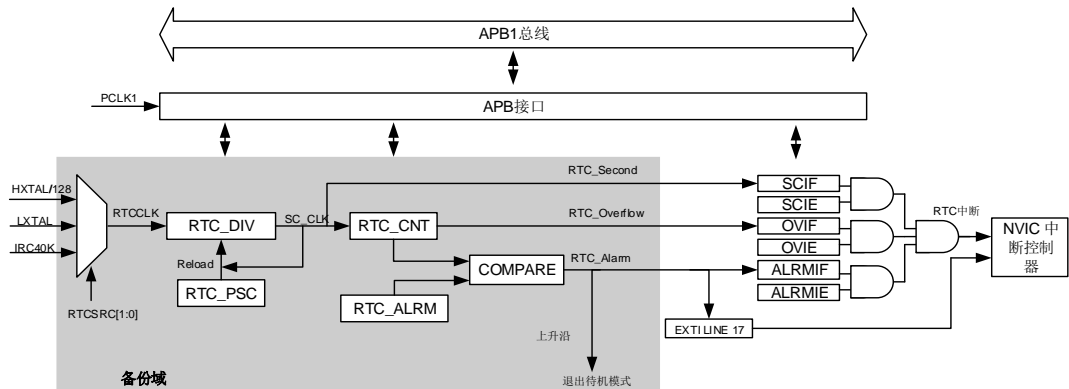 APB1总线
PCLK1
APB接口
HXTAL/128
LXTAL
IRC40K
RTCSRC[1:0]
RTCCLK
RTC_DIV
SC_CLK
Reload
RTC_PSC
RTC_CNT
RTC_ALRM
COMPARE
RTC_Second
RTC_Overflow
RTC_Alarm
上升沿
退出待机模式
备份域
SCIF
SCIE
OVIF
OVIE
ALRMIF
ALRMIE
EXTI LINE 17
RTC中断
NVIC 中
断控制
器